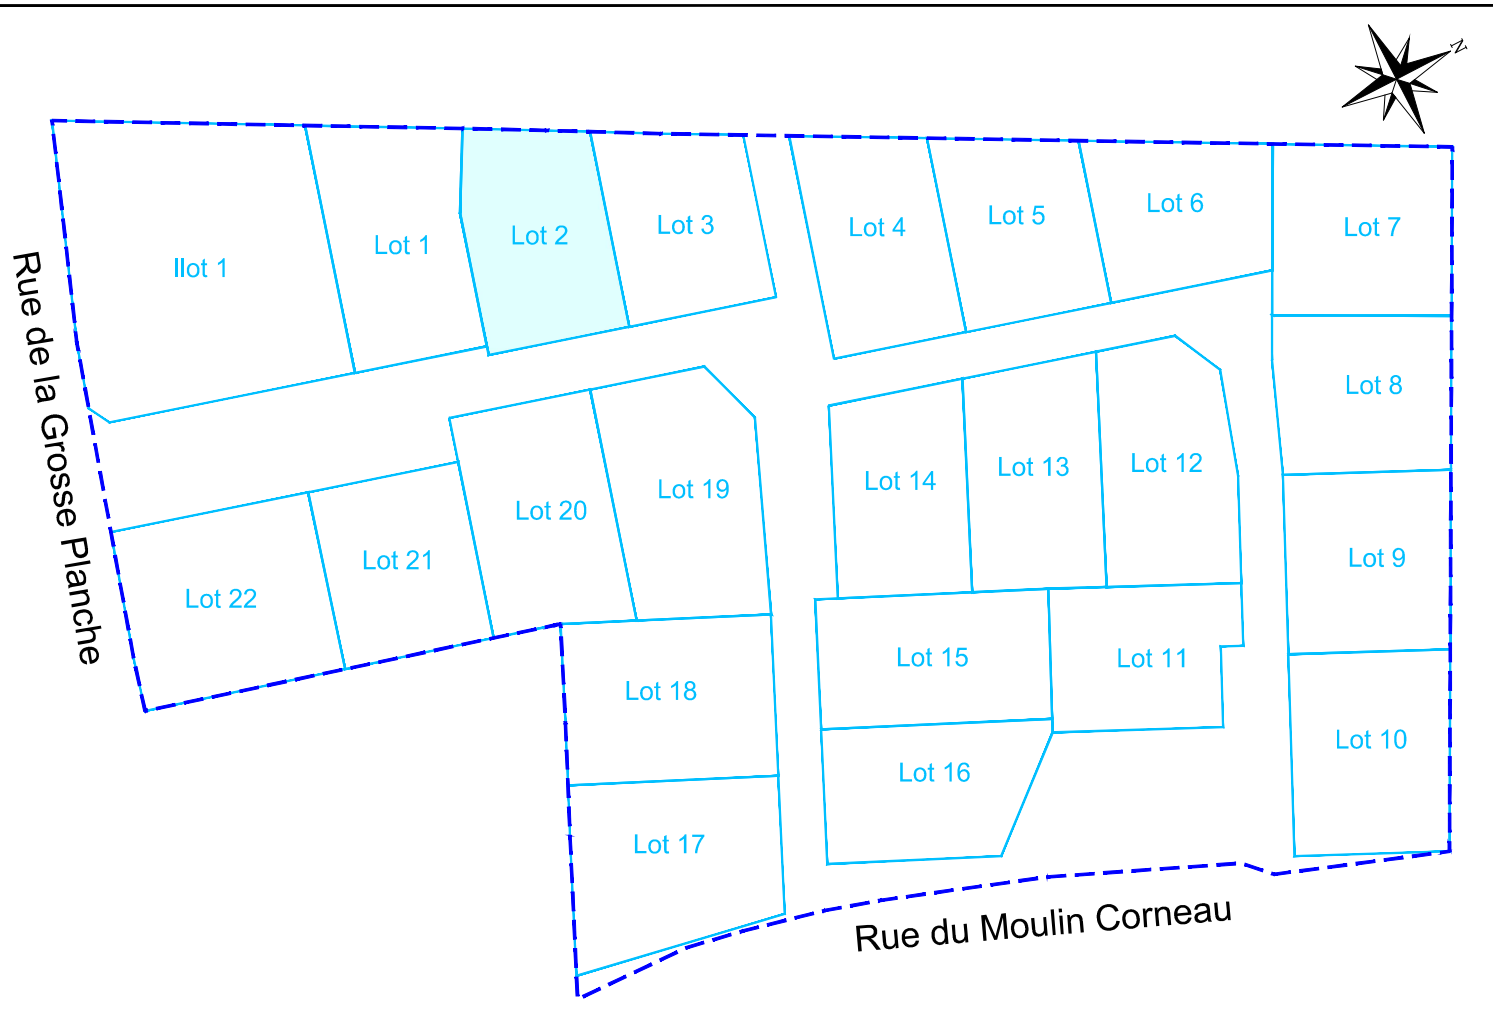 N
Ilot 1
Lot 1
Lot 2
Lot 3
Lot 4
Lot 5
Lot 6
Lot 7
Lot 8
Lot 9
Lot 10
Lot 11
Lot 12
Lot 13
Lot 14
Lot 15
Lot 16
Lot 17
Lot 18
Lot 19
Lot 20
Lot 21
Lot 22
Rue de la Grosse Planche
Rue du Moulin Corneau